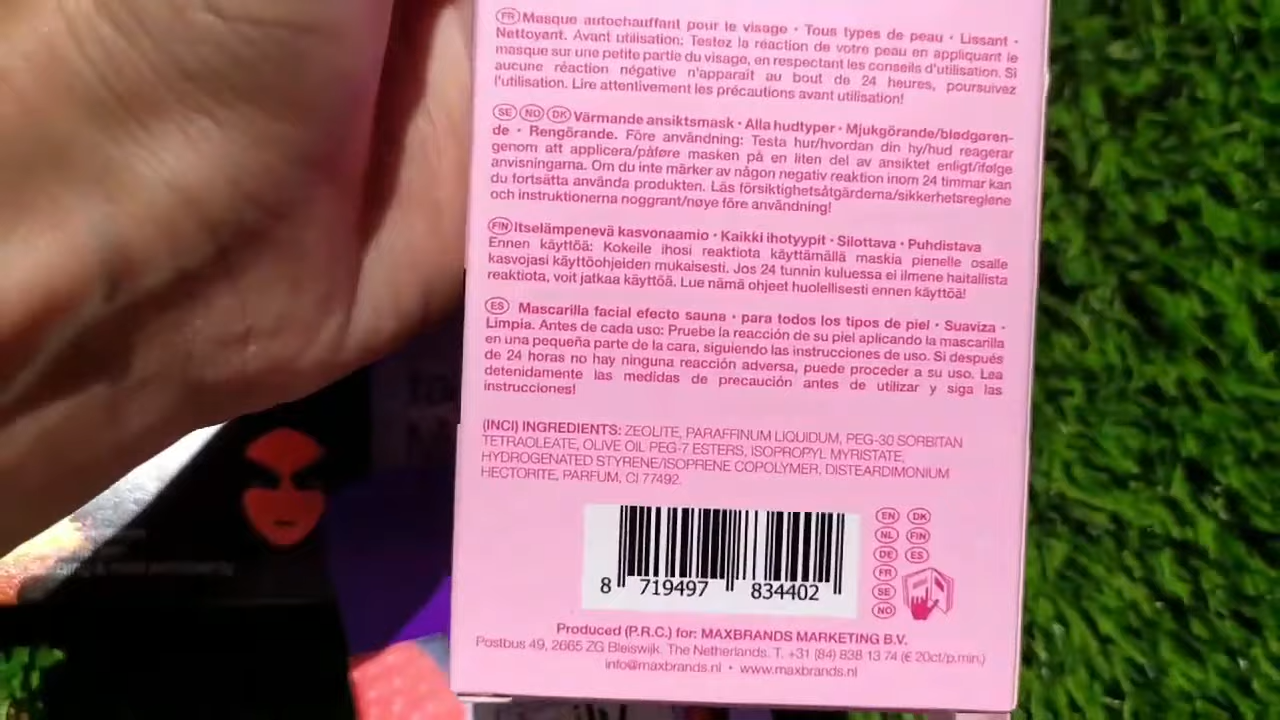 FR Masque autochauffant pour le visage • Tous types de peau • Lissant •
Nettoyant. Avant utilisation: Testez la réaction de votre peau en appliquant le
masque sur une petite partie du visage, en respectant les conseils d'utilisation. Si
aucune réaction négative n'apparaît au bout de 24 heures, poursuivez
l'utilisation. Lire attentivement les précautions avant utilisation!
SE NO DK Värmande ansiktsmask • Alla hudtyper • Mjukgörande/blødgøren-
de • Rengörande. Före användning: Testa hur/hvordan din hy/hud reagerar
genom att applicera/påføre masken på en liten del av ansiktet enligt/ifølge
anvisningarna. Om du inte märker av någon negativ reaktion inom 24 timmar kan
du fortsätta använda produkten. Läs försiktighetsåtgärderna/sikkerhetsreglene
och instruktionerna noggrant/nøye före användning!
FIN Itselämpenevä kasvonaamio • Kaikki ihotyypit • Silottava • Puhdistava
Ennen käyttöä: Kokeile ihosi reaktiota käyttämällä maskia pienelle osalle
kasvojasi käyttöohjeiden mukaisesti. Jos 24 tunnin kuluessa ei ilmene haitallista
reaktiota, voit jatkaa käyttöä. Lue nämä ohjeet huolellisesti ennen käyttöä!
ES Mascarilla facial efecto sauna • para todos los tipos de piel • Suaviza •
Limpia. Antes de cada uso: Pruebe la reacción de su piel aplicando la mascarilla
en una pequeña parte de la cara, siguiendo las instrucciones de uso. Si después
de 24 horas no hay ninguna reacción adversa, puede proceder a su uso. Lea
detenidamente las medidas de precaución antes de utilizar y siga las
instrucciones!
(INCI) INGREDIENTS: ZEOLITE, PARAFFINUM LIQUIDUM, PEG-30 SORBITAN
TETRAOLEATE, OLIVE OIL PEG-7 ESTERS, ISOPROPYL MYRISTATE,
HYDROGENATED STYRENE/ISOPRENE COPOLYMER, DISTEARDIMONIUM
HECTORITE, PARFUM, CI 77492.
8 719497 834402
EN DK
NL FIN
DE ES
FR
SE
NO
Produced (P.R.C.) for: MAXBRANDS MARKETING B.V.
Postbus 49, 2665 ZG Bleiswijk. The Netherlands. T. +31 (84) 838 13 74 (€ 20ct/p.min.)
info@maxbrands.nl • www.maxbrands.nl